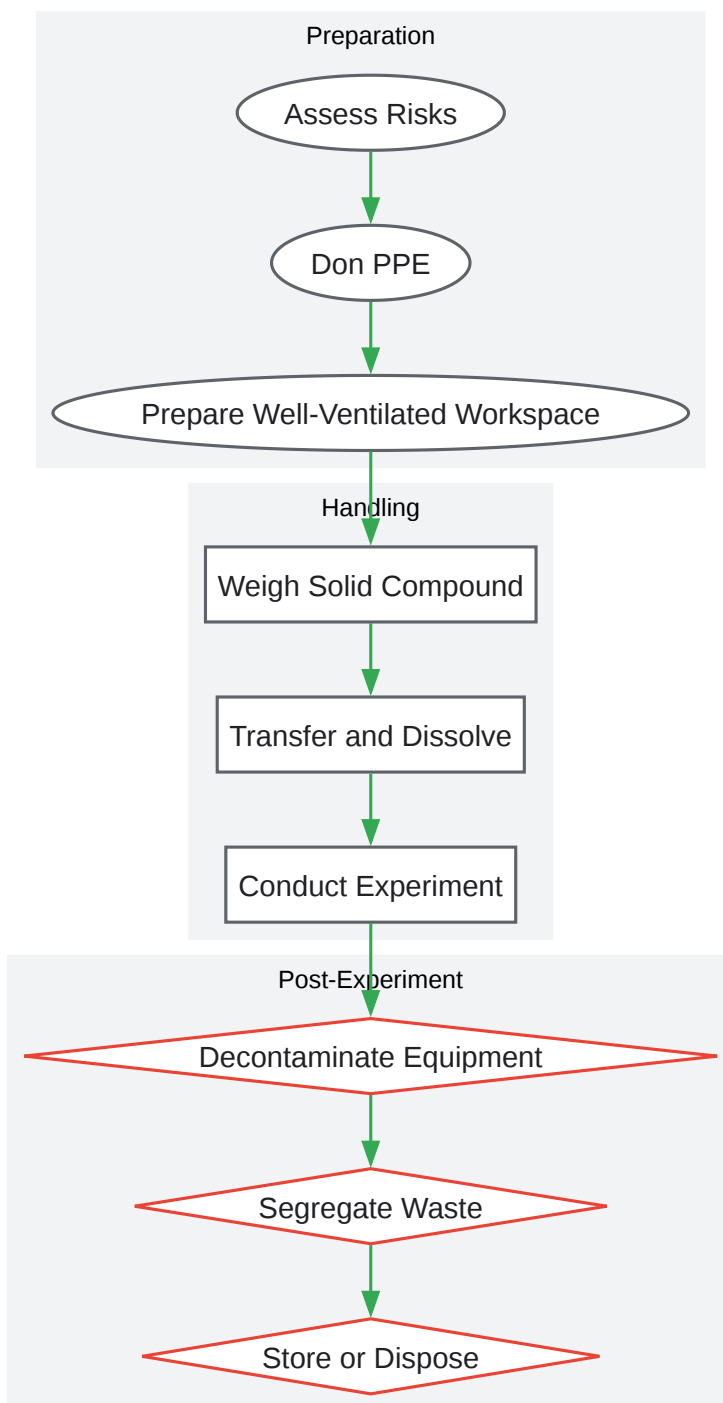 Preparation
Assess Risks
Don PPE
Prepare Well-Ventilated Workspace
Handling
Weigh Solid Compound
Transfer and Dissolve
Conduct Experiment
Post-Experiment
Decontaminate Equipment
Segregate Waste
Store or Dispose